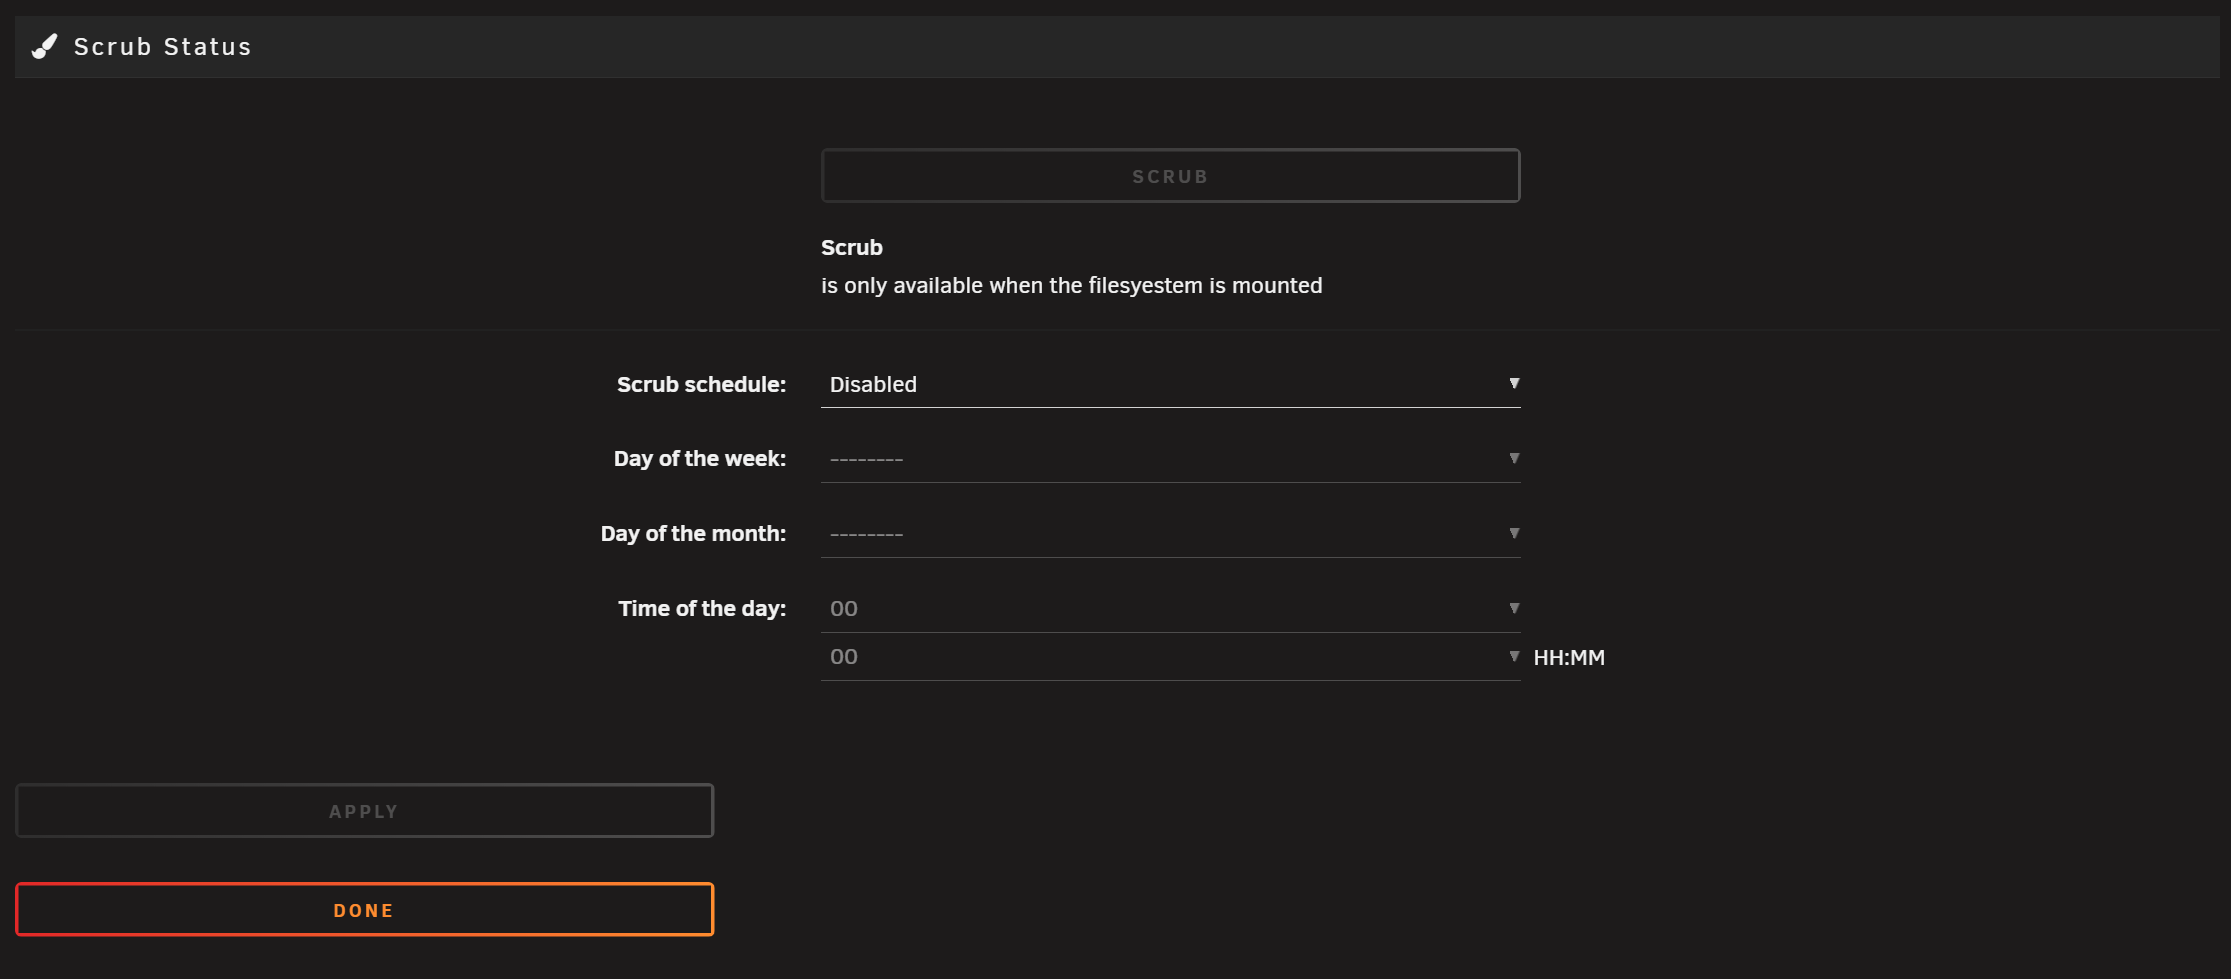 Scrub Status
SCRUB
Scrub
is only available when the filesyestem is mounted
Scrub schedule: Disabled
Day of the week: --------
Day of the month: --------
Time of the day: 00
00 HH:MM
APPLY
DONE